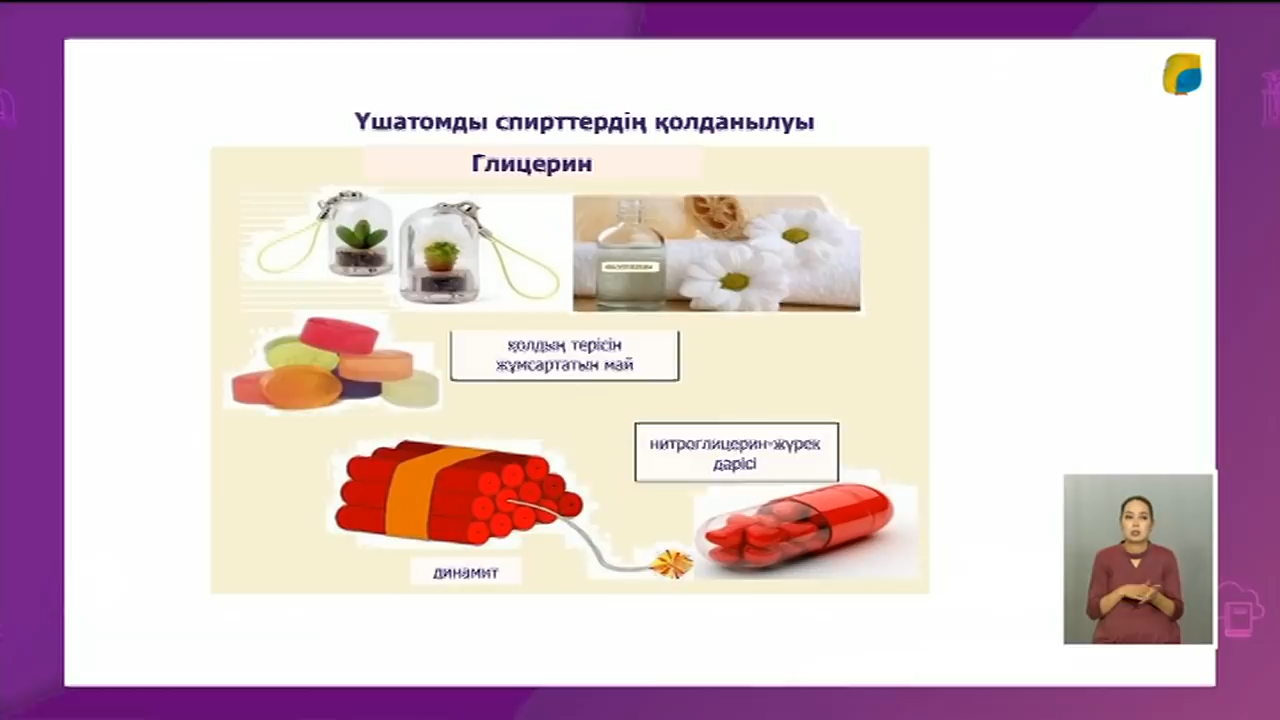 Үшатомды спирттердің қолданылуы
Глицерин
қолдың терісін
жұмсартатын май
нитроглицерин-жүрек
дәрісі
динамит